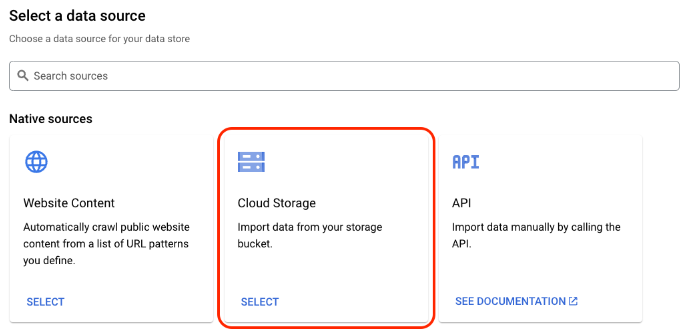 Select a data source
Choose a data source for your data store
Search sources
Native sources
Website Content
Automatically crawl public website
content from a list of URL patterns
you define.
SELECT
Cloud Storage
Import data from your storage
bucket.
SELECT
API
API
Import data manually by calling the
API.
SEE DOCUMENTATION